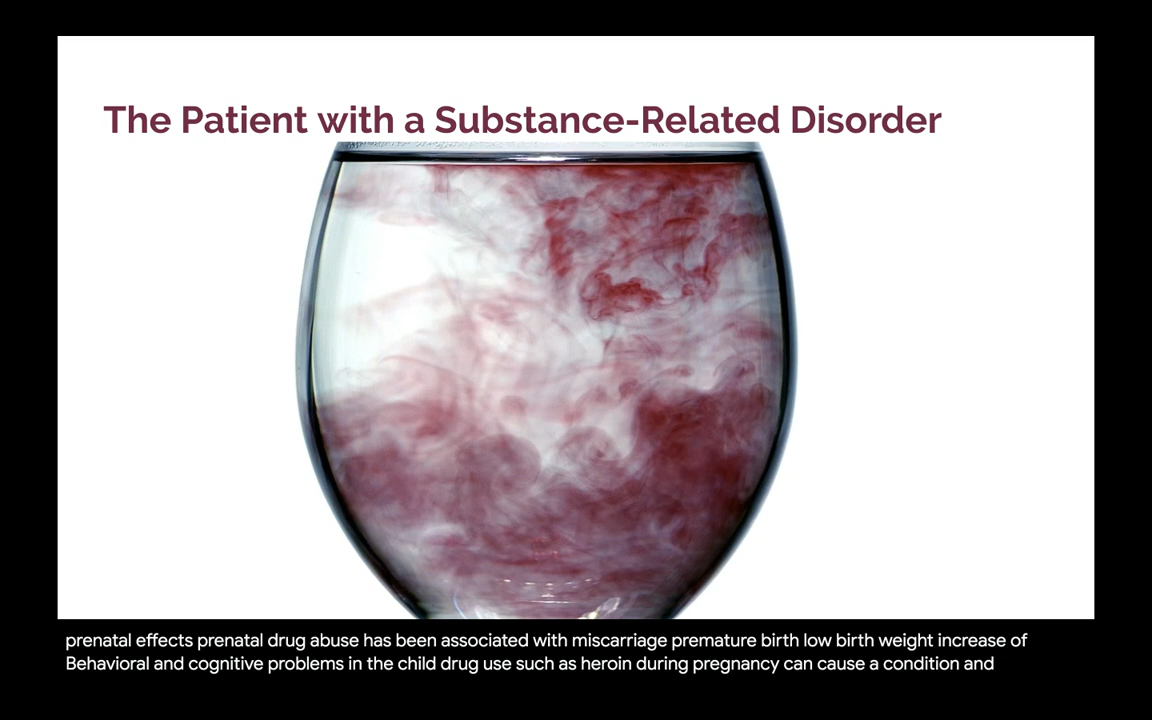 The Patient with a Substance-Related Disorder
prenatal effects prenatal drug abuse has been associated with miscarriage premature birth low birth weight increase of
Behavioral and cognitive problems in the child drug use such as heroin during pregnancy can cause a condition and